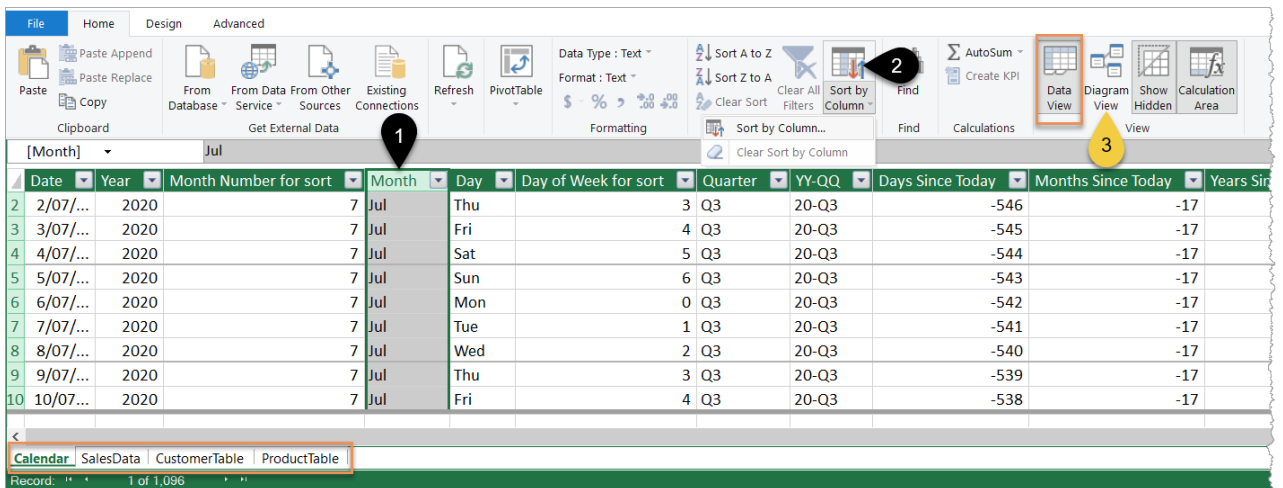 File Home Design Advanced
Paste Append
Paste Replace
Copy
Paste
Clipboard
From Database
From Data Service
From Other Sources
Existing Connections
Get External Data
Refresh
PivotTable
Data Type : Text
Format : Text
$ % , .00 .00
Formatting
Sort A to Z
Sort Z to A
Clear Sort
Clear All Filters
Sort by Column
2
Sort by Column...
Clear Sort by Column
Find
Find
AutoSum
Create KPI
Calculations
Data View
Diagram View
Show Hidden
Calculation Area
View
1
3
[Month] Jul
Date Year Month Number for sort Month Day Day of Week for sort Quarter YY-QQ Days Since Today Months Since Today Years Sin
2 2/07/... 2020 7 Jul Thu 3 Q3 20-Q3 -546 -17
3 3/07/... 2020 7 Jul Fri 4 Q3 20-Q3 -545 -17
4 4/07/... 2020 7 Jul Sat 5 Q3 20-Q3 -544 -17
5 5/07/... 2020 7 Jul Sun 6 Q3 20-Q3 -543 -17
6 6/07/... 2020 7 Jul Mon 0 Q3 20-Q3 -542 -17
7 7/07/... 2020 7 Jul Tue 1 Q3 20-Q3 -541 -17
8 8/07/... 2020 7 Jul Wed 2 Q3 20-Q3 -540 -17
9 9/07/... 2020 7 Jul Thu 3 Q3 20-Q3 -539 -17
10 10/07... 2020 7 Jul Fri 4 Q3 20-Q3 -538 -17
Calendar SalesData CustomerTable ProductTable
Record: 1 of 1,096